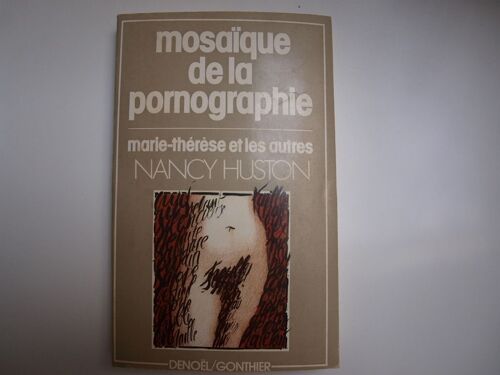 mosaïque
de la
pornographie
marie-thérèse et les autres
NANCY HUSTON
DENOËL/GONTHIER